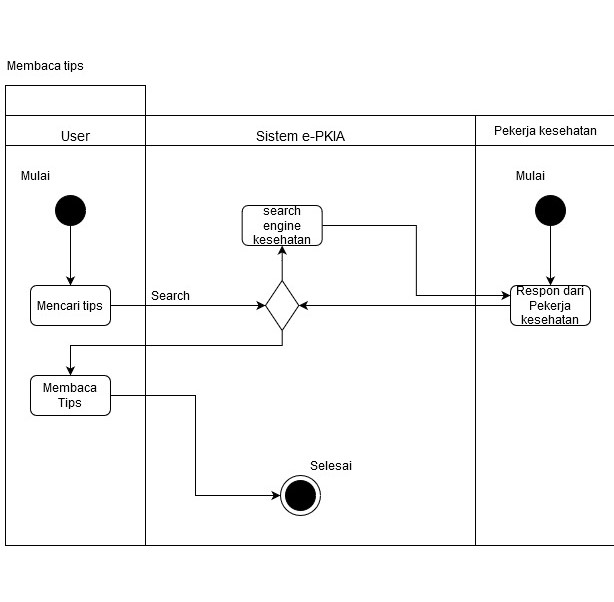 Membaca tips
User
Sistem e-PKIA
Pekerja kesehatan
Mulai
Mulai
search
engine
kesehatan
Mencari tips
Search
Respon dari
Pekerja
kesehatan
Membaca
Tips
Selesai